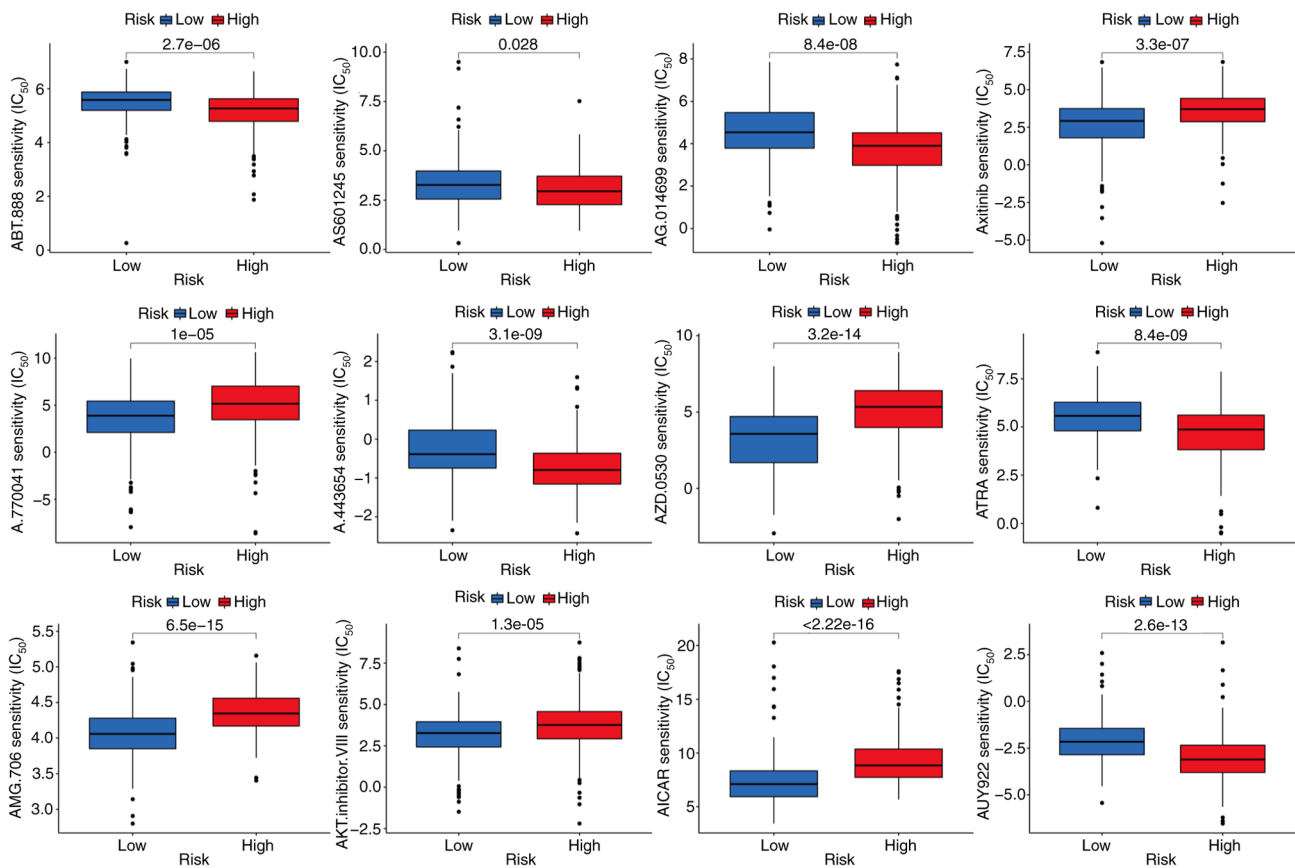 Risk Low High
2.7e−06
ABT.888 sensitivity (IC50)
6
4
2
0
Low High
Risk
Risk Low High
0.028
AS601245 sensitivity (IC50)
10.0
7.5
5.0
2.5
0.0
Low High
Risk
Risk Low High
8.4e-08
AG.014699 sensitivity (IC50)
8
6
4
2
0
Low High
Risk
Risk Low High
3.3e-07
Axitinib sensitivity (IC50)
7.5
5.0
2.5
0.0
−2.5
−5.0
Low High
Risk
Risk Low High
1e−05
A.770041 sensitivity (IC50)
10
5
0
−5
Low High
Risk
Risk Low High
3.1e-09
A.443654 sensitivity (IC50)
2
1
0
−1
−2
Low High
Risk
Risk Low High
3.2e-14
AZD.0530 sensitivity (IC50)
10
5
0
Low High
Risk
Risk Low High
8.4e-09
ATRA sensitivity (IC50)
7.5
5.0
2.5
0.0
Low High
Risk
Risk Low High
6.5e−15
AMG.706 sensitivity (IC50)
5.5
5.0
4.5
4.0
3.5
3.0
Low High
Risk
Risk Low High
1.3e-05
AKT.inhibitor.VIII sensitivity (IC50)
7.5
5.0
2.5
0.0
−2.5
Low High
Risk
Risk Low High
<2.22e-16
AICAR sensitivity (IC50)
20
15
10
5
Low High
Risk
Risk Low High
2.6e-13
AUY922 sensitivity (IC50)
2.5
0.0
−2.5
−5.0
Low High
Risk